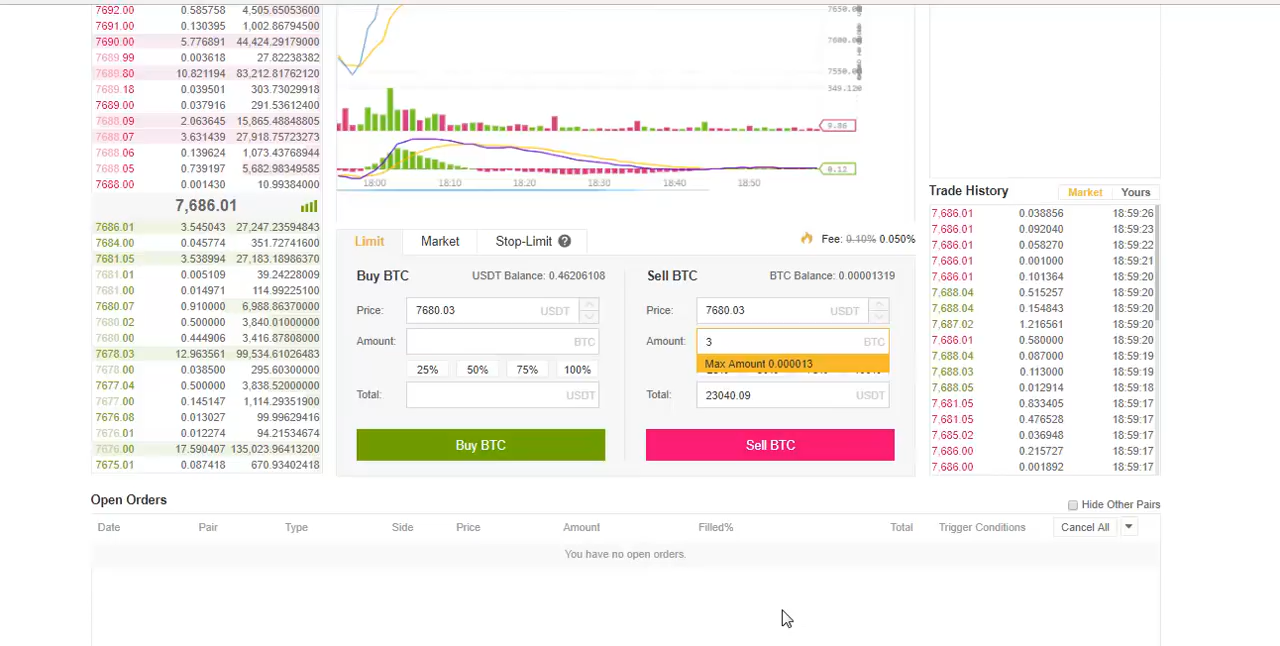 7692.00 0.585758 4,505.65053600
7691.00 0.130395 1,002.86794500
7690.00 5.776891 44,424.29179000
7689.99 0.003618 27.82238382
7688.80 10.821194 83,212.81762120
7689.18 0.039501 303.73029918
7689.00 0.037916 291.53612400
7688.09 2.063645 15,865.48848805
7688.07 3.631439 27,918.75723273
7688.06 0.139624 1,073.43768944
7688.05 0.739197 5,682.98349585
7688.00 0.001430 10.99384000
7,686.01
7686.01 3.545043 27,247.23594843
7684.00 0.045774 351.72741600
7681.05 3.538994 27,183.18986370
7681.01 0.005109 39.24228009
7681.00 0.014971 114.99225100
7680.07 0.910000 6,988.86370000
7680.02 0.500000 3,840.01000000
7680.00 0.444906 3,416.87808000
7678.03 12.963561 99,534.61026483
7678.00 0.038500 295.60300000
7677.04 0.500000 3,838.52000000
7677.00 0.145147 1,114.29351900
7676.08 0.013027 99.99629416
7676.01 0.012274 94.21534674
7676.00 17.590407 135,023.96413200
7675.01 0.087418 670.93402418
7650.00
7600.00
7550.00
549.120
9.86
0.12
18:00 18:10 18:20 18:30 18:40 18:50
Limit Market Stop-Limit ?
Fee: 0.10% 0.050%
Buy BTC USDT Balance: 0.46206108
Price: 7680.03 USDT
Amount: BTC
25% 50% 75% 100%
Total: USDT
Buy BTC
Sell BTC BTC Balance: 0.00001319
Price: 7680.03 USDT
Amount: 3 BTC
Max Amount 0.000013
Total: 23040.09 USDT
Sell BTC
Trade History Market Yours
7,686.01 0.038856 18:59:26
7,686.01 0.092040 18:59:23
7,686.01 0.058270 18:59:22
7,686.01 0.001000 18:59:21
7,686.01 0.101364 18:59:20
7,688.04 0.515257 18:59:20
7,688.04 0.154843 18:59:20
7,687.02 1.216561 18:59:20
7,686.01 0.580000 18:59:20
7,688.04 0.087000 18:59:19
7,688.03 0.113000 18:59:19
7,688.05 0.012914 18:59:18
7,681.05 0.833405 18:59:17
7,681.05 0.476528 18:59:17
7,685.02 0.036948 18:59:17
7,686.00 0.215727 18:59:17
7,686.00 0.001892 18:59:17
Open Orders
Hide Other Pairs
Date Pair Type Side Price Amount Filled% Total Trigger Conditions Cancel All
You have no open orders.